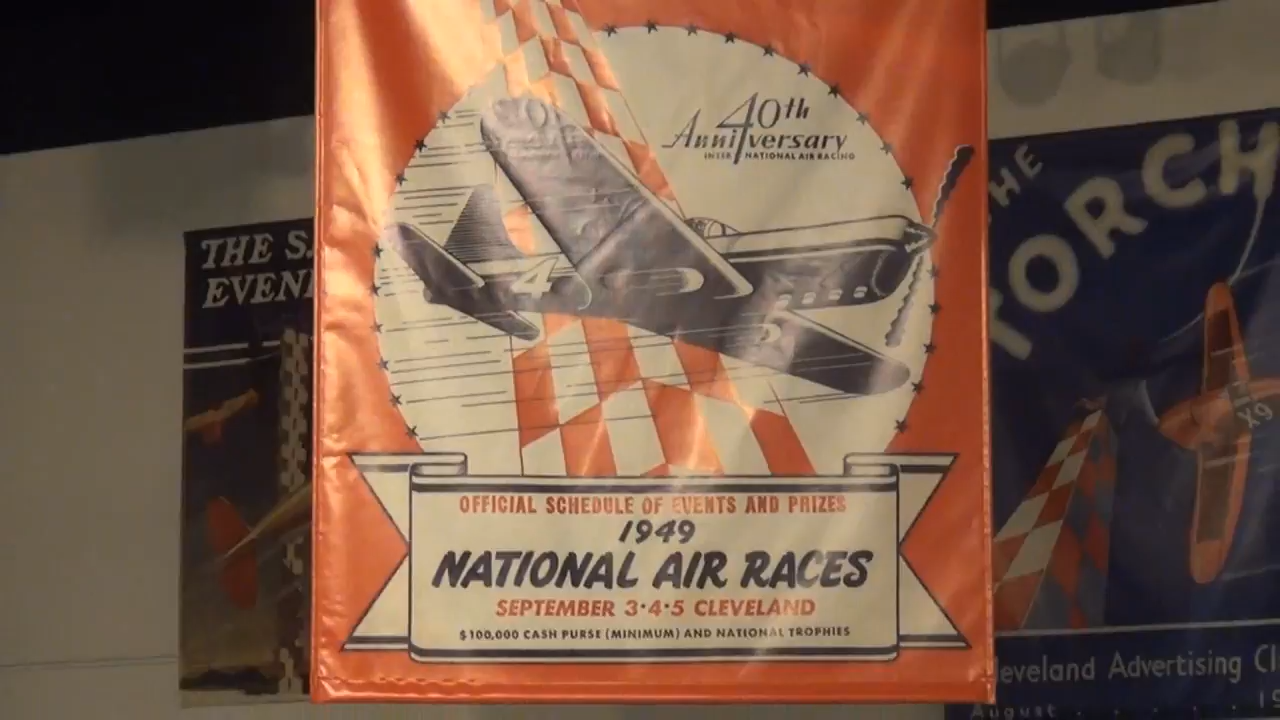 40th
Anniversary
INTERNATIONAL AIR RACING
4
OFFICIAL SCHEDULE OF EVENTS AND PRIZES
1949
NATIONAL AIR RACES
SEPTEMBER 3·4·5 CLEVELAND
$100,000 CASH PURSE (MINIMUM) AND NATIONAL TROPHIES
THE S.
EVEN
THE
TORCH
X9
leveland Advertising Cl
August